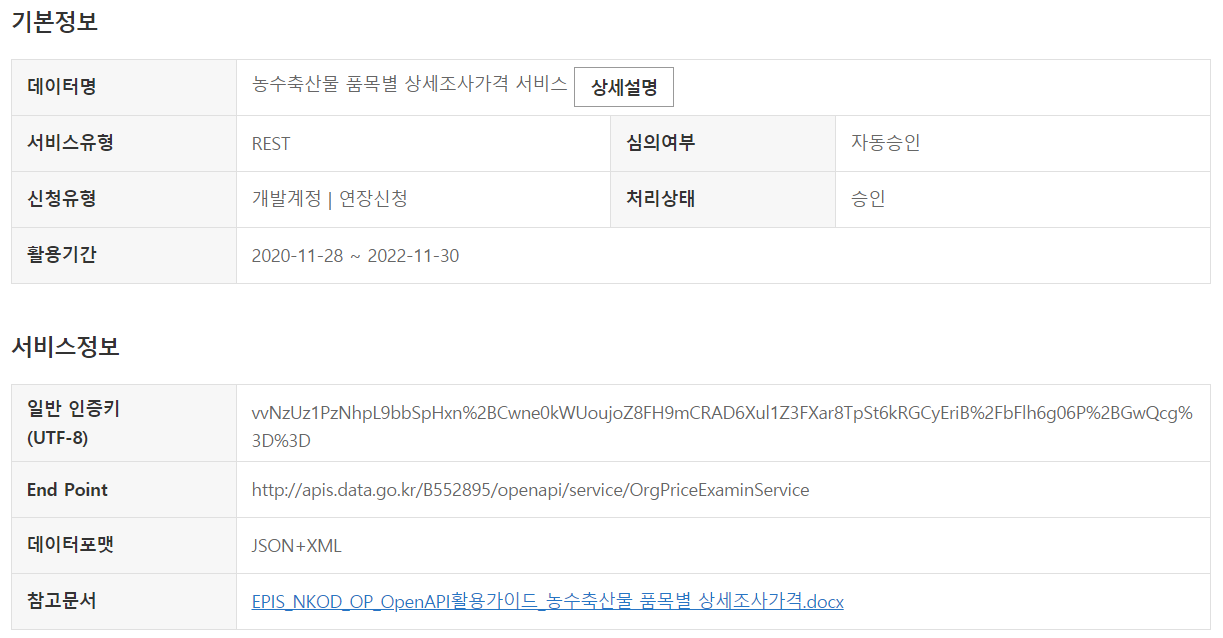 기본정보
데이터명 농수축산물 품목별 상세조사가격 서비스 상세설명
서비스유형 REST 심의여부 자동승인
신청유형 개발계정 | 연장신청 처리상태 승인
활용기간 2020-11-28 ~ 2022-11-30
서비스정보
일반 인증키
(UTF-8)
vvNzUz1PzNhpL9bbSpHxn%2BCwne0kWUoujoZ8FH9mCRAD6Xul1Z3FXar8TpSt6kRGCyEriB%2FbFlh6g06P%2BGwQcg%
3D%3D
End Point http://apis.data.go.kr/B552895/openapi/service/OrgPriceExaminService
데이터포맷 JSON+XML
참고문서 EPIS_NKOD_OP_OpenAPI활용가이드_농수축산물 품목별 상세조사가격.docx